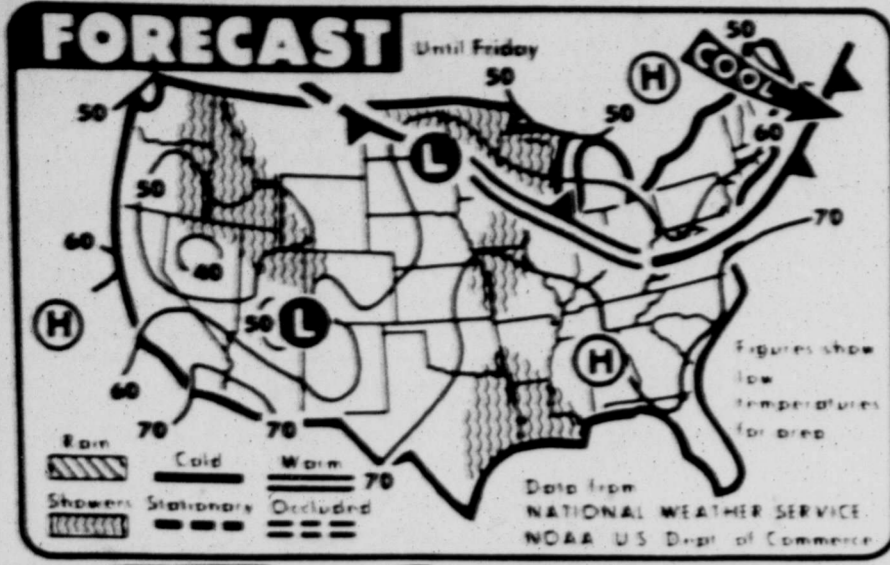 FORECAST
Until Friday
50
50
50
50
H
COOL
60
L
50
70
60
40
H
50
L
H
60
70
70
70
Figures show
low
temperatures
for area
Rain
Cold
Warm
Showers
Stationary
Occluded
Data from
NATIONAL WEATHER SERVICE
NOAA U S Dept of Commerce